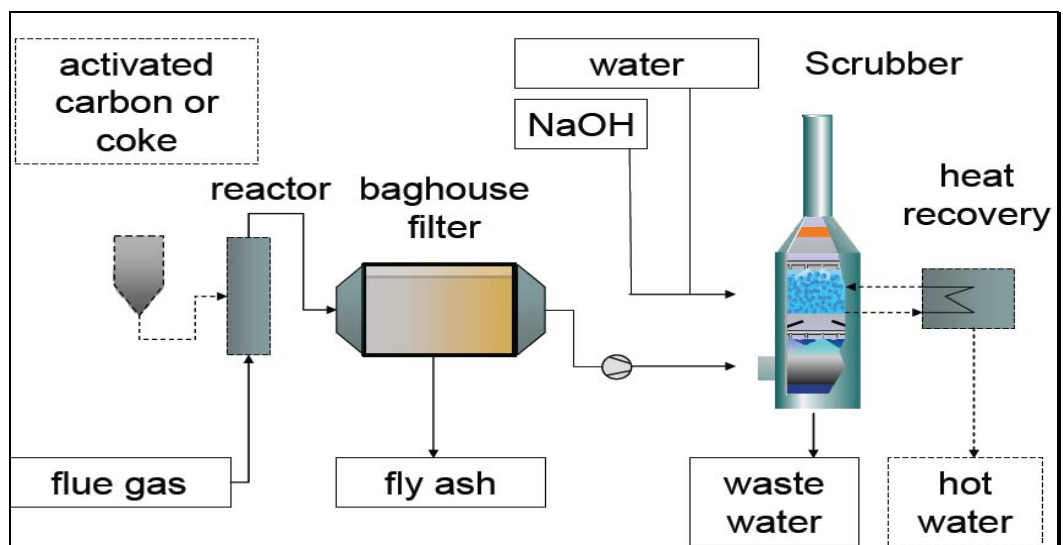 activated
carbon or
coke
water
Scrubber
NaOH
reactor
baghouse
filter
heat
recovery
flue gas
fly ash
waste
water
hot
water